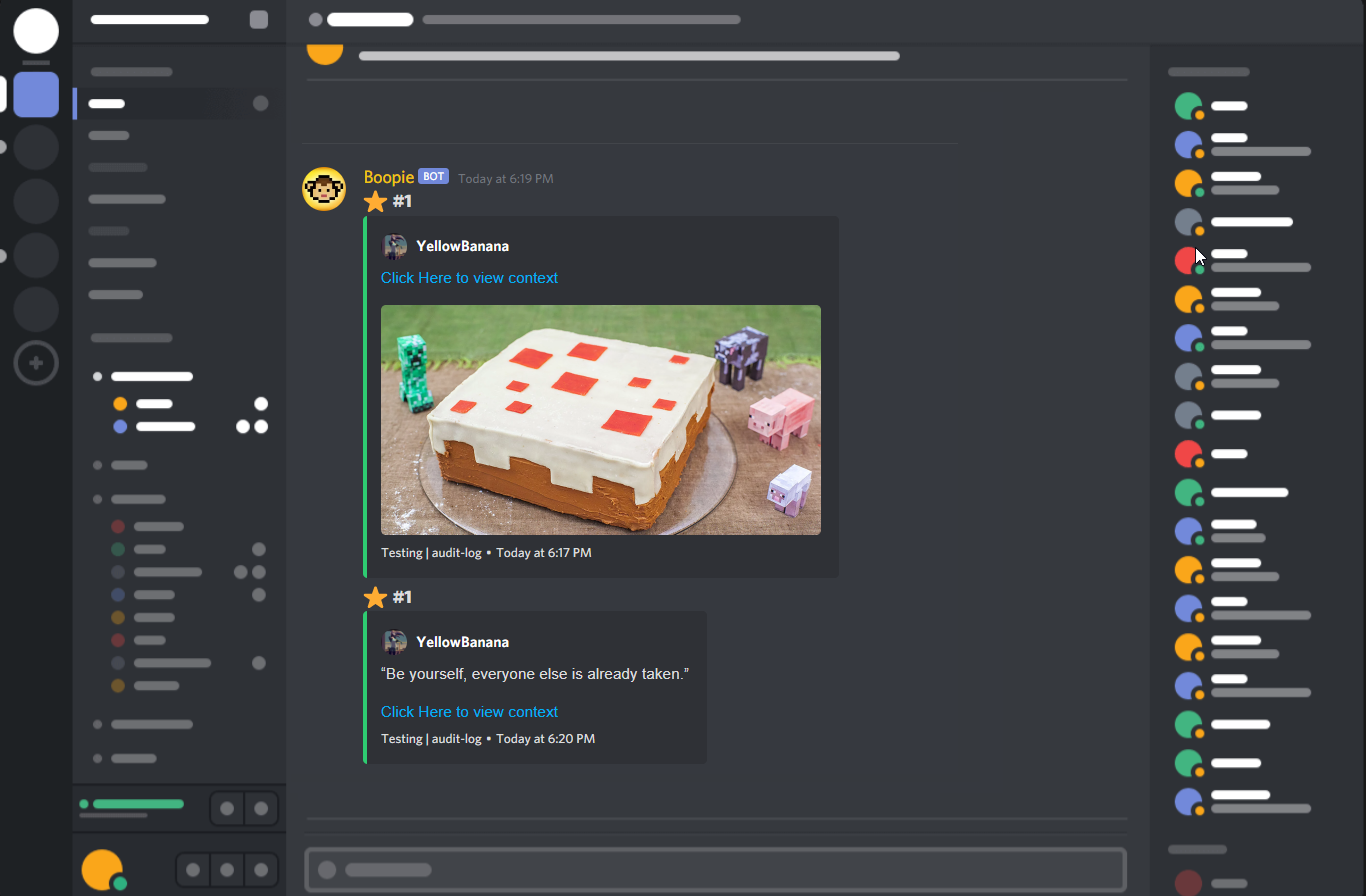 Boopie BOT Today at 6:19 PM
#1
YellowBanana
Click Here to view context
Testing | audit-log • Today at 6:17 PM
#1
YellowBanana
“Be yourself, everyone else is already taken.”
Click Here to view context
Testing | audit-log • Today at 6:20 PM